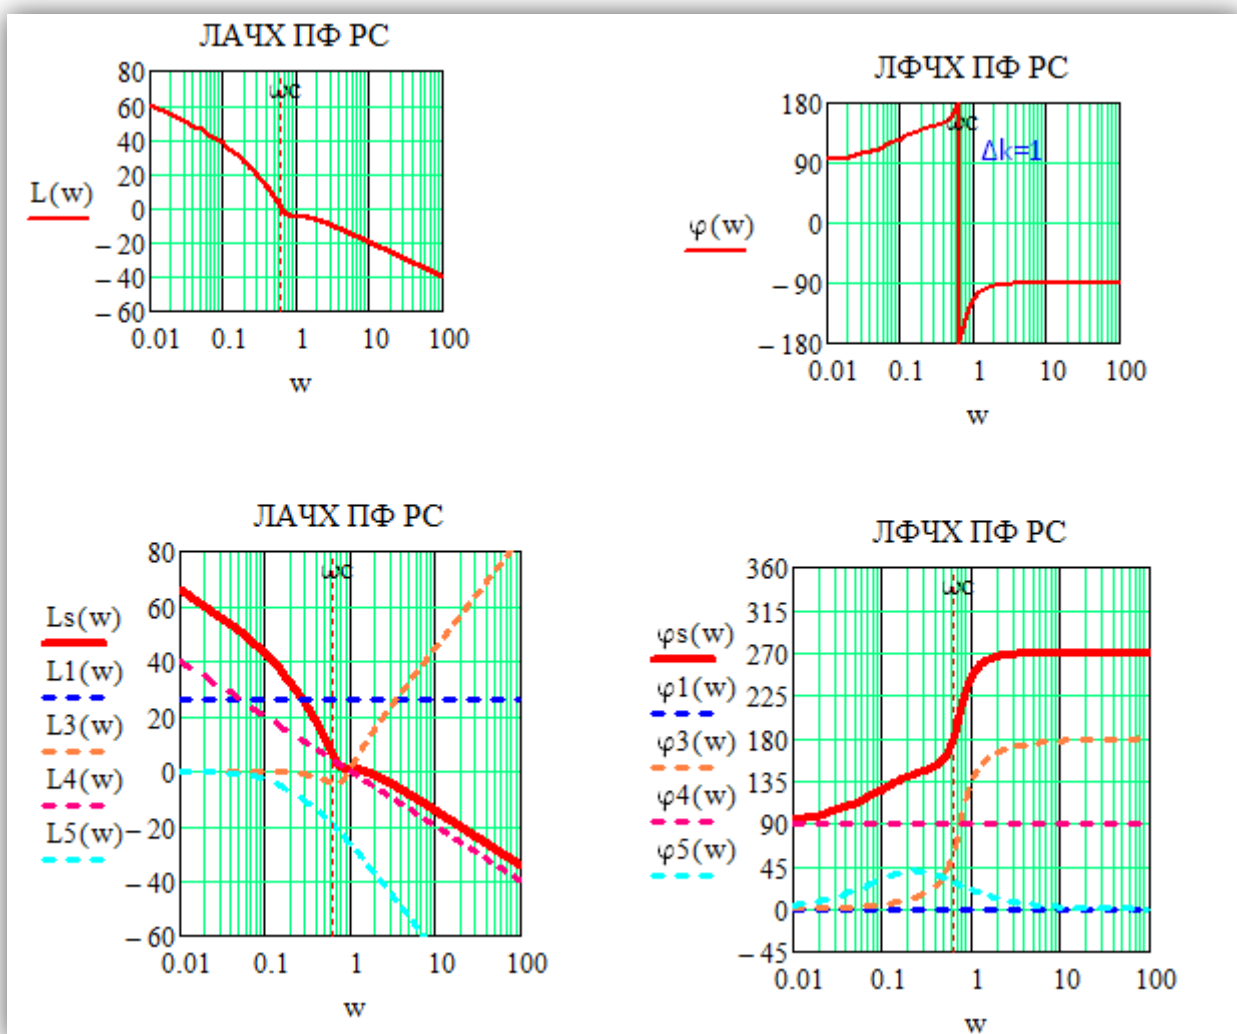 ЛАЧХ ПФ РС
80
60
40
20
0
−20
−40
−60
ωc
L(w)
0.01 0.1 1 10 100
w
ЛФЧХ ПФ РС
180
90
0
−90
−180
ωc
Δk=1
φ(w)
0.01 0.1 1 10 100
w
ЛАЧХ ПФ РС
80
60
40
20
0
−20
−40
−60
ωc
Ls(w)
L1(w)
L3(w)
L4(w)
L5(w)
0.01 0.1 1 10 100
w
ЛФЧХ ПФ РС
360
315
270
225
180
135
90
45
0
−45
ωc
φs(w)
φ1(w)
φ3(w)
φ4(w)
φ5(w)
0.01 0.1 1 10 100
w